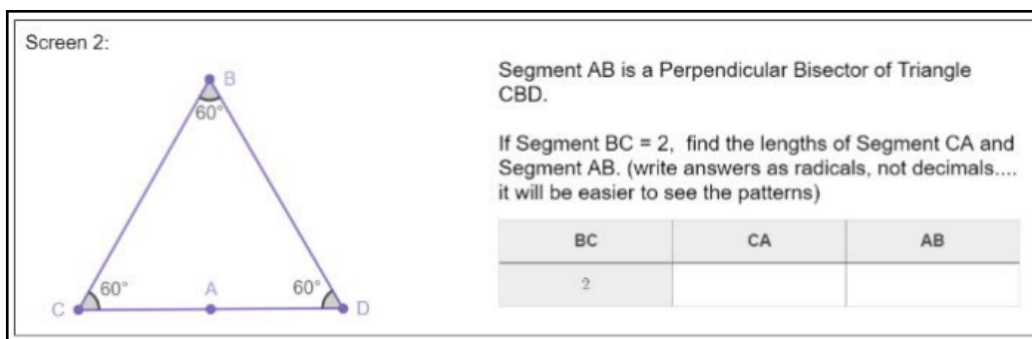 Screen 2:
B
60°
60°
A
60°
C
D
Segment AB is a Perpendicular Bisector of Triangle
CBD.
If Segment BC = 2,  find the lengths of Segment CA and
Segment AB. (write answers as radicals, not decimals....
it will be easier to see the patterns)
BC CA AB
2